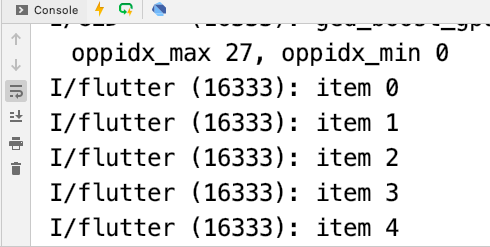 Console
oppidx_max 27, oppidx_min 0
I/flutter (16333): item 0
I/flutter (16333): item 1
I/flutter (16333): item 2
I/flutter (16333): item 3
I/flutter (16333): item 4